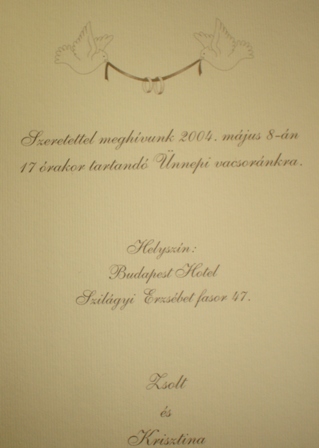 Szeretettel meghívunk 2004. május 8-án
17 órakor tartandó Ünnepi vacsoránkra.
Helyszín:
Budapest Hotel
Szilágyi Erzsébet fasor 47.
Zsolt
és
Krisztina